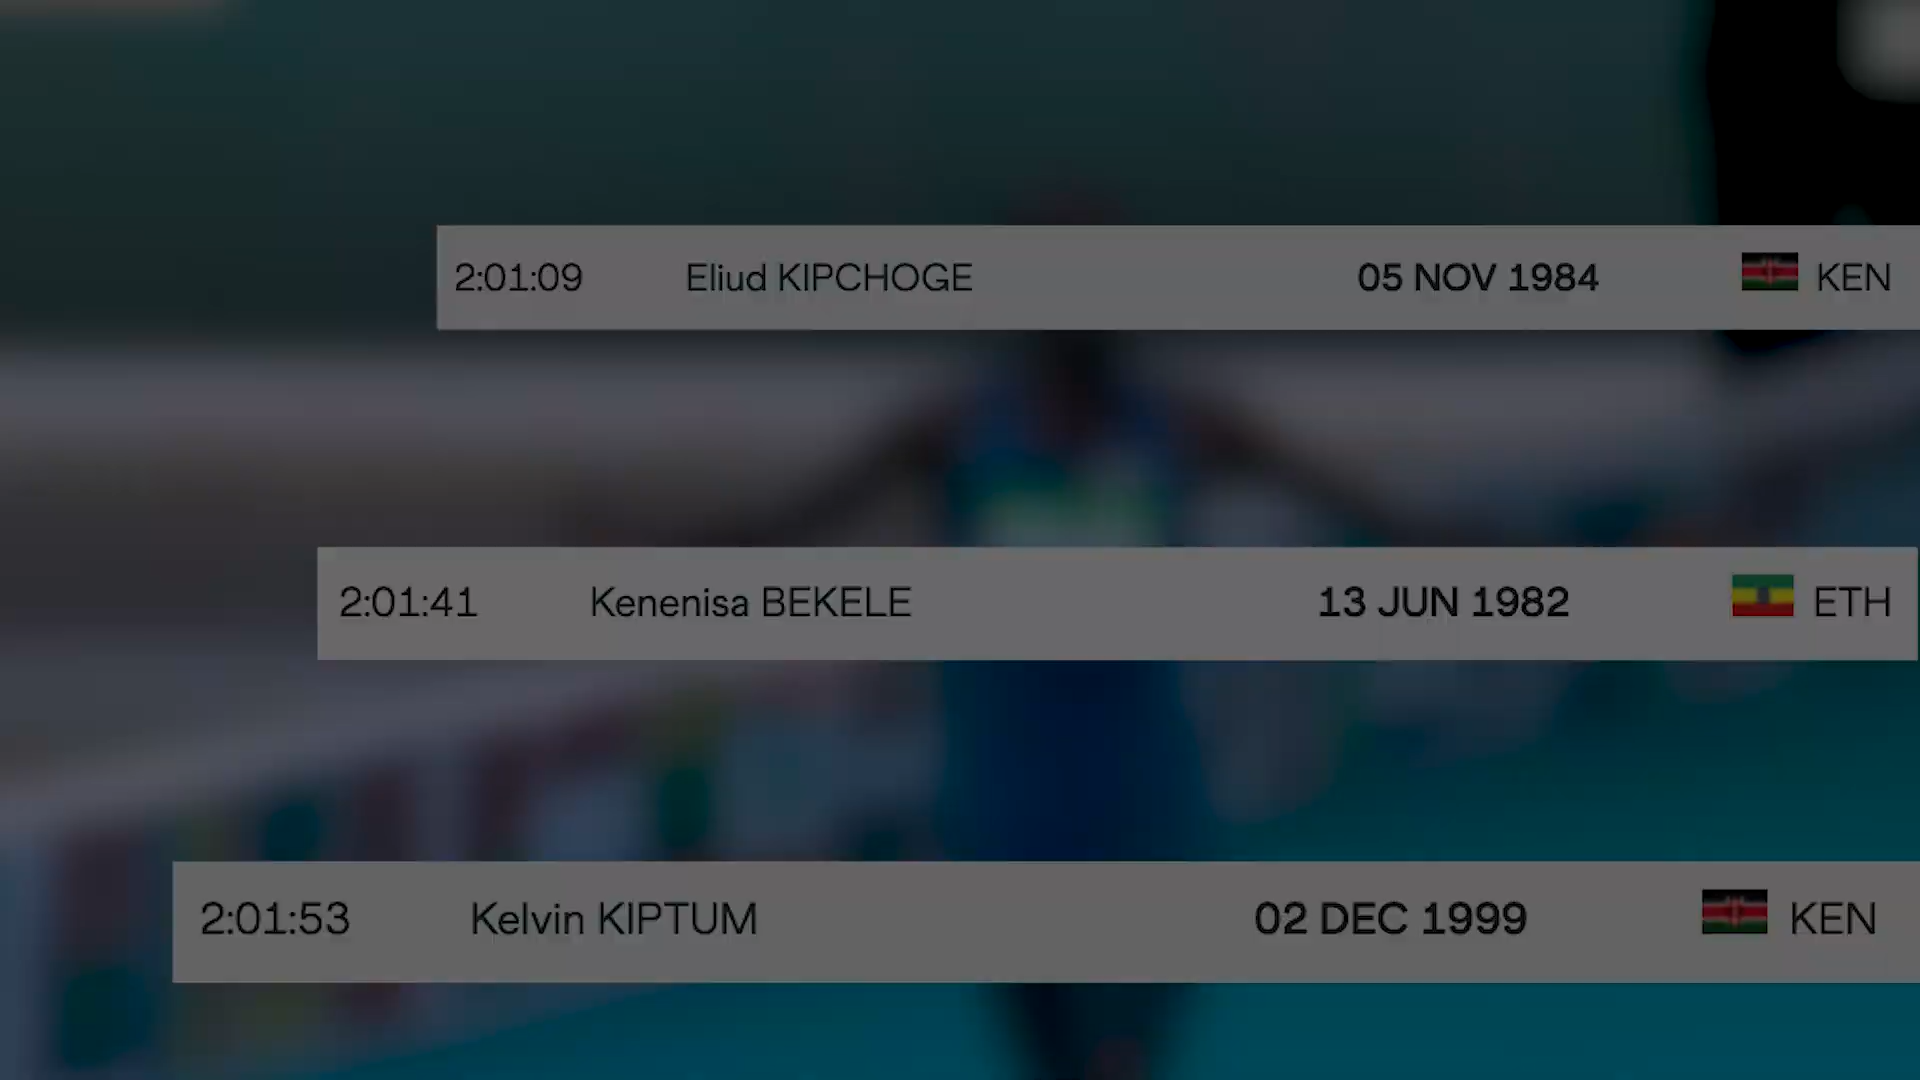 2:01:09 Eliud KIPCHOGE 05 NOV 1984 KEN
2:01:41 Kenenisa BEKELE 13 JUN 1982 ETH
2:01:53 Kelvin KIPTUM 02 DEC 1999 KEN